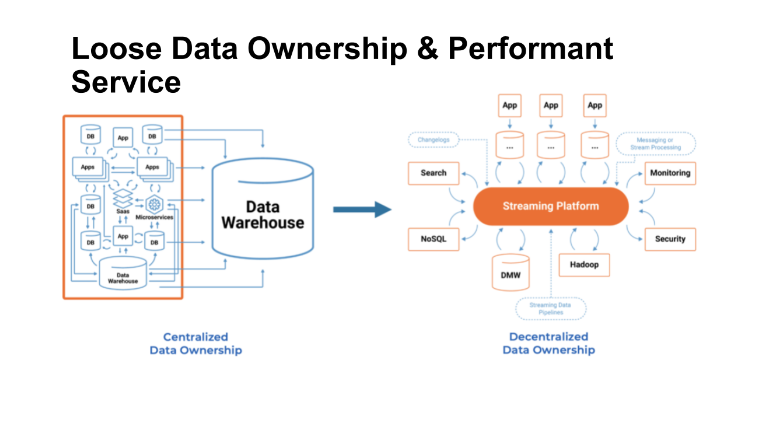 Loose Data Ownership & Performant
Service
DB
App
DB
Apps
Apps
DB
Saas
Microservices
DB
App
DB
Data
Warehouse
Data
Warehouse
Centralized
Data Ownership
App
App
App
Changelogs
...
...
...
Messaging or
Stream Processing
Search
Monitoring
Streaming Platform
NoSQL
Security
DMW
Hadoop
Streaming Data
Pipelines
Decentralized
Data Ownership